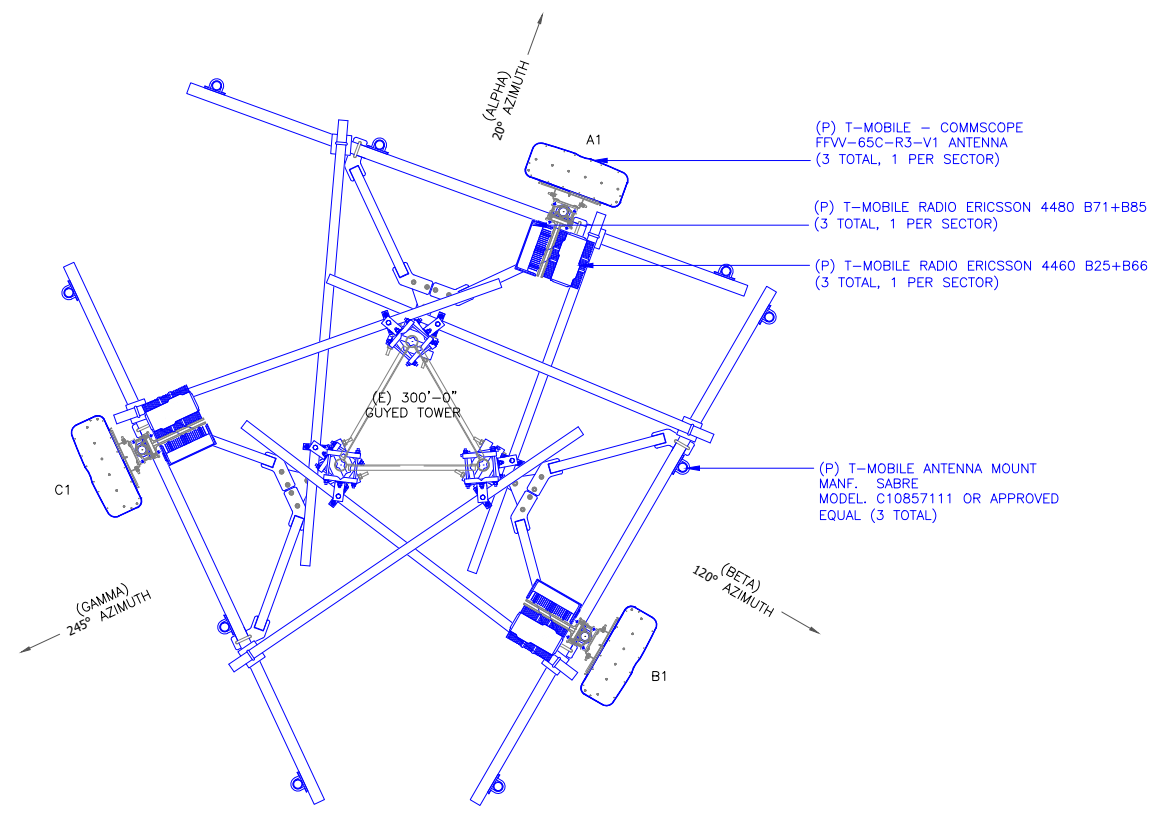 (ALPHA)
20° AZIMUTH
A1
(P) T-MOBILE - COMMSCOPE
FFVV-65C-R3-V1 ANTENNA
(3 TOTAL, 1 PER SECTOR)
(P) T-MOBILE RADIO ERICSSON 4480 B71+B85
(3 TOTAL, 1 PER SECTOR)
(P) T-MOBILE RADIO ERICSSON 4460 B25+B66
(3 TOTAL, 1 PER SECTOR)
(E) 300'-0"
GUYED TOWER
(P) T-MOBILE ANTENNA MOUNT
MANF. SABRE
MODEL. C10857111 OR APPROVED
EQUAL (3 TOTAL)
C1
(BETA)
120° AZIMUTH
(GAMMA)
245° AZIMUTH
B1